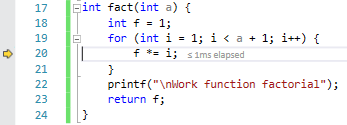 17 int fact(int a) {
18 int f = 1;
19 for (int i = 1; i < a + 1; i++) {
20 f *= i; ≤ 1ms elapsed
21 }
22 printf("\nWork function factorial");
23 return f;
24 }